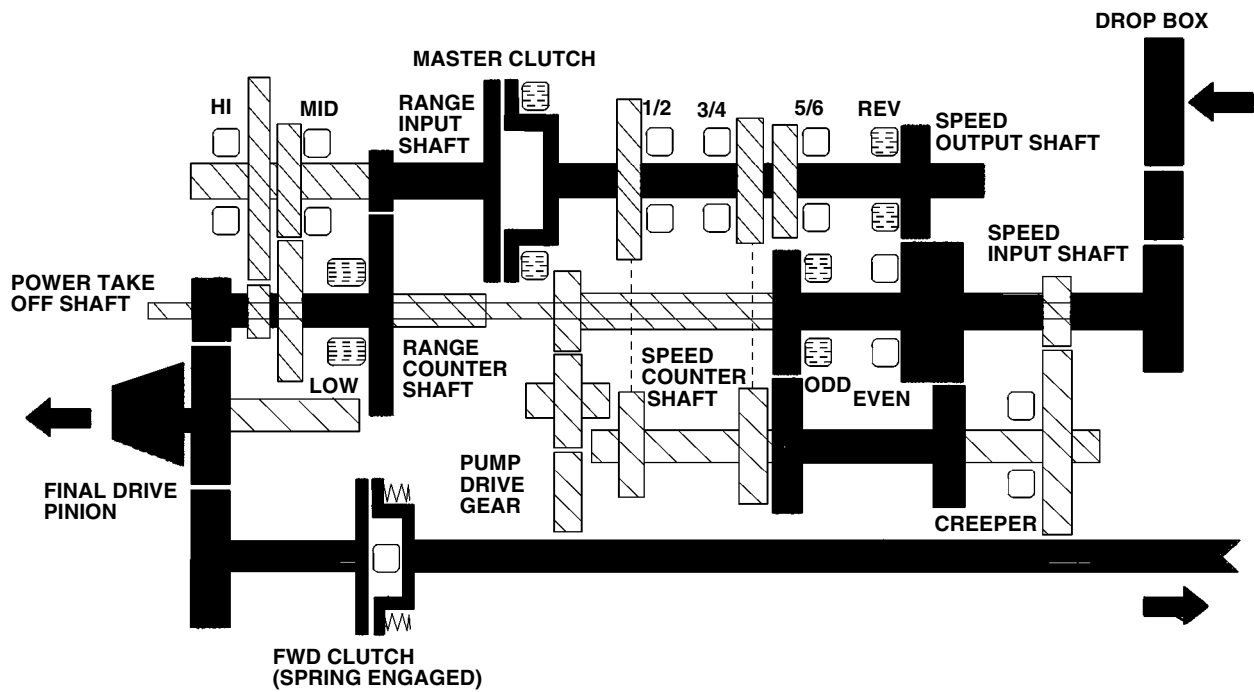 DROP BOX
MASTER CLUTCH
HI
MID
RANGE
INPUT
SHAFT
1/2
3/4
5/6
REV
SPEED
OUTPUT SHAFT
SPEED
INPUT SHAFT
POWER TAKE
OFF SHAFT
LOW
RANGE
COUNTER
SHAFT
SPEED
COUNTER
SHAFT
ODD
EVEN
FINAL DRIVE
PINION
PUMP
DRIVE
GEAR
CREEPER
FWD CLUTCH
(SPRING ENGAGED)